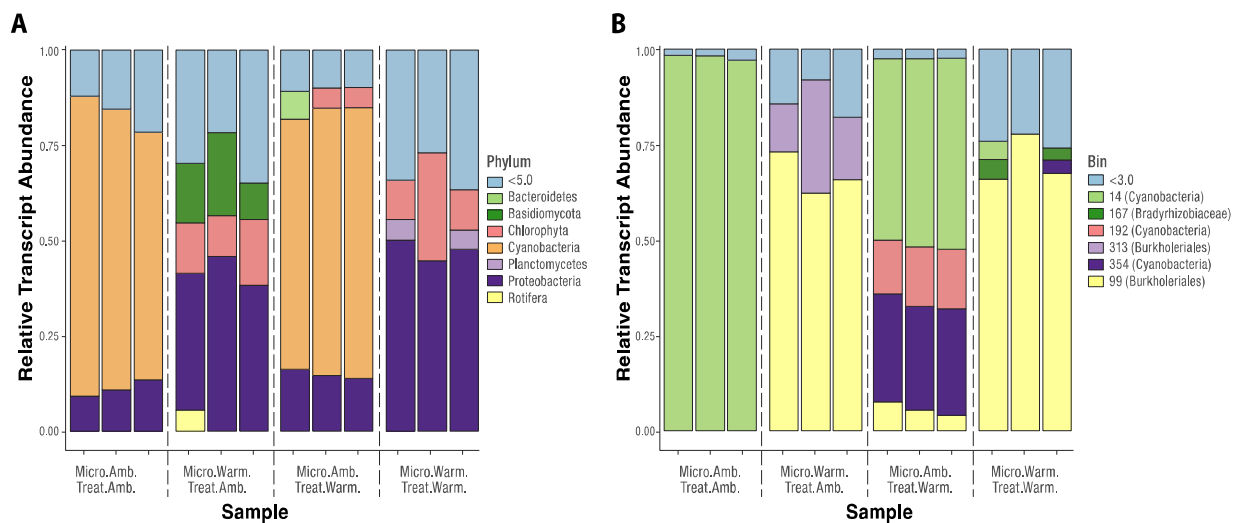 A
Relative Transcript Abundance
1.00
0.75
0.50
0.25
0.00
Micro.Amb.
Treat.Amb.
Micro.Warm.
Treat.Amb.
Micro.Amb.
Treat.Warm.
Micro.Warm.
Treat.Warm.
Sample
Phylum
<5.0
Bacteroidetes
Basidiomycota
Chlorophyta
Cyanobacteria
Planctomycetes
Proteobacteria
Rotifera
B
Relative Transcript Abundance
1.00
0.75
0.50
0.25
0.00
Micro.Amb.
Treat.Amb.
Micro.Warm.
Treat.Amb.
Micro.Amb.
Treat.Warm.
Micro.Warm.
Treat.Warm.
Sample
Bin
<3.0
14 (Cyanobacteria)
167 (Bradyrhizobiaceae)
192 (Cyanobacteria)
313 (Burkholeriales)
354 (Cyanobacteria)
99 (Burkholeriales)